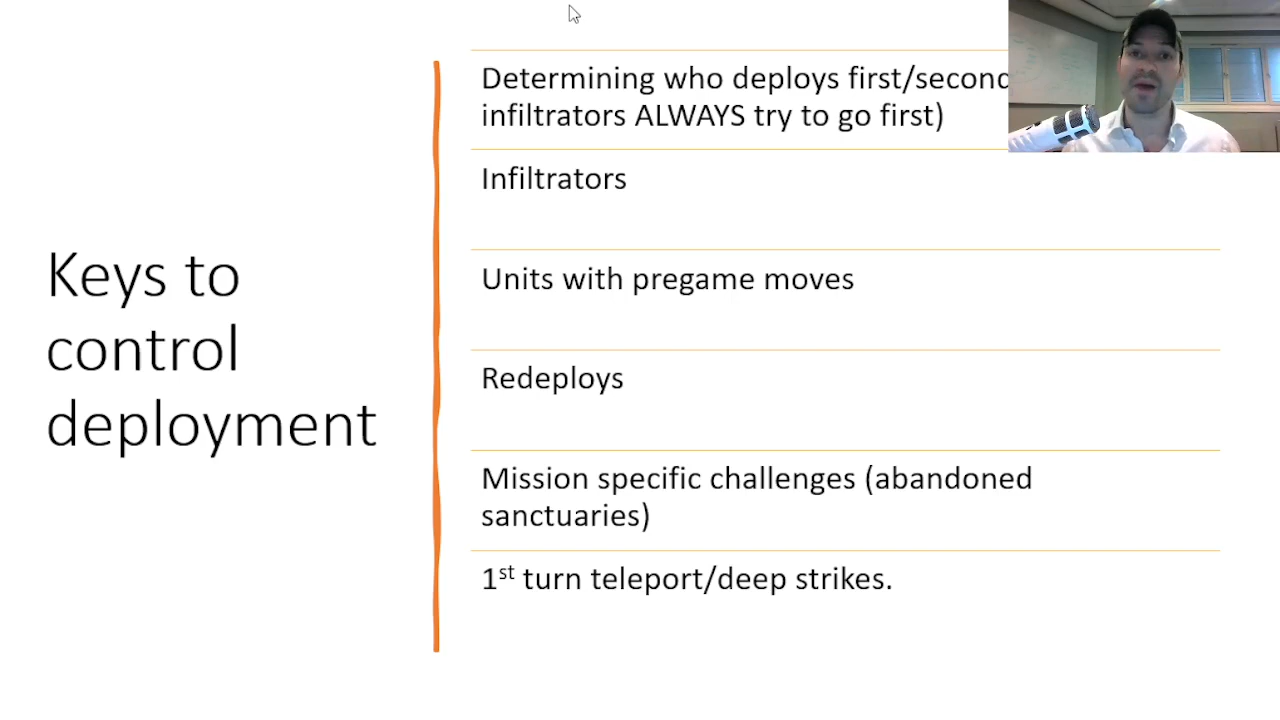 Keys to
control
deployment
Determining who deploys first/second
infiltrators ALWAYS try to go first)
Infiltrators
Units with pregame moves
Redeploys
Mission specific challenges (abandoned
sanctuaries)
1st turn teleport/deep strikes.